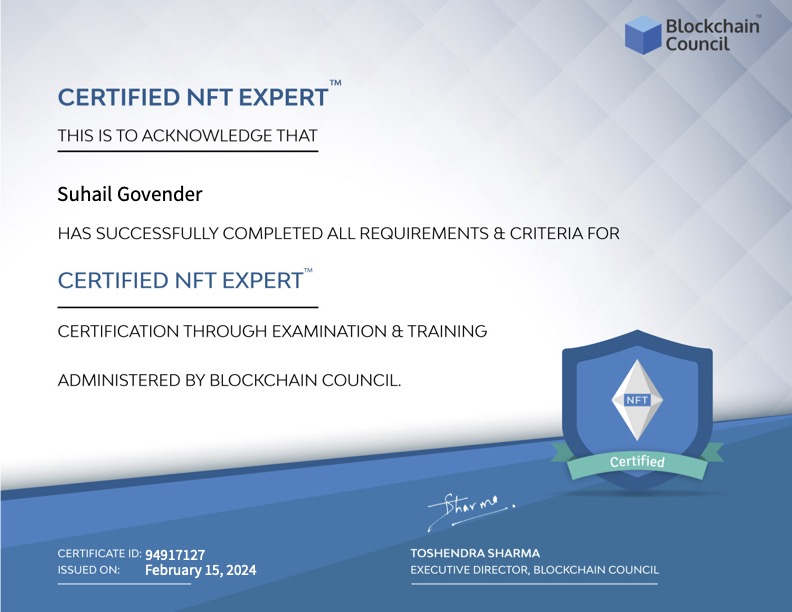 Blockchain™
Council
CERTIFIED NFT EXPERT™
THIS IS TO ACKNOWLEDGE THAT
Suhail Govender
HAS SUCCESSFULLY COMPLETED ALL REQUIREMENTS & CRITERIA FOR
CERTIFIED NFT EXPERT™
CERTIFICATION THROUGH EXAMINATION & TRAINING
ADMINISTERED BY BLOCKCHAIN COUNCIL.
NFT
Certified
Sharma
CERTIFICATE ID: 94917127
ISSUED ON: February 15, 2024
TOSHENDRA SHARMA
EXECUTIVE DIRECTOR, BLOCKCHAIN COUNCIL